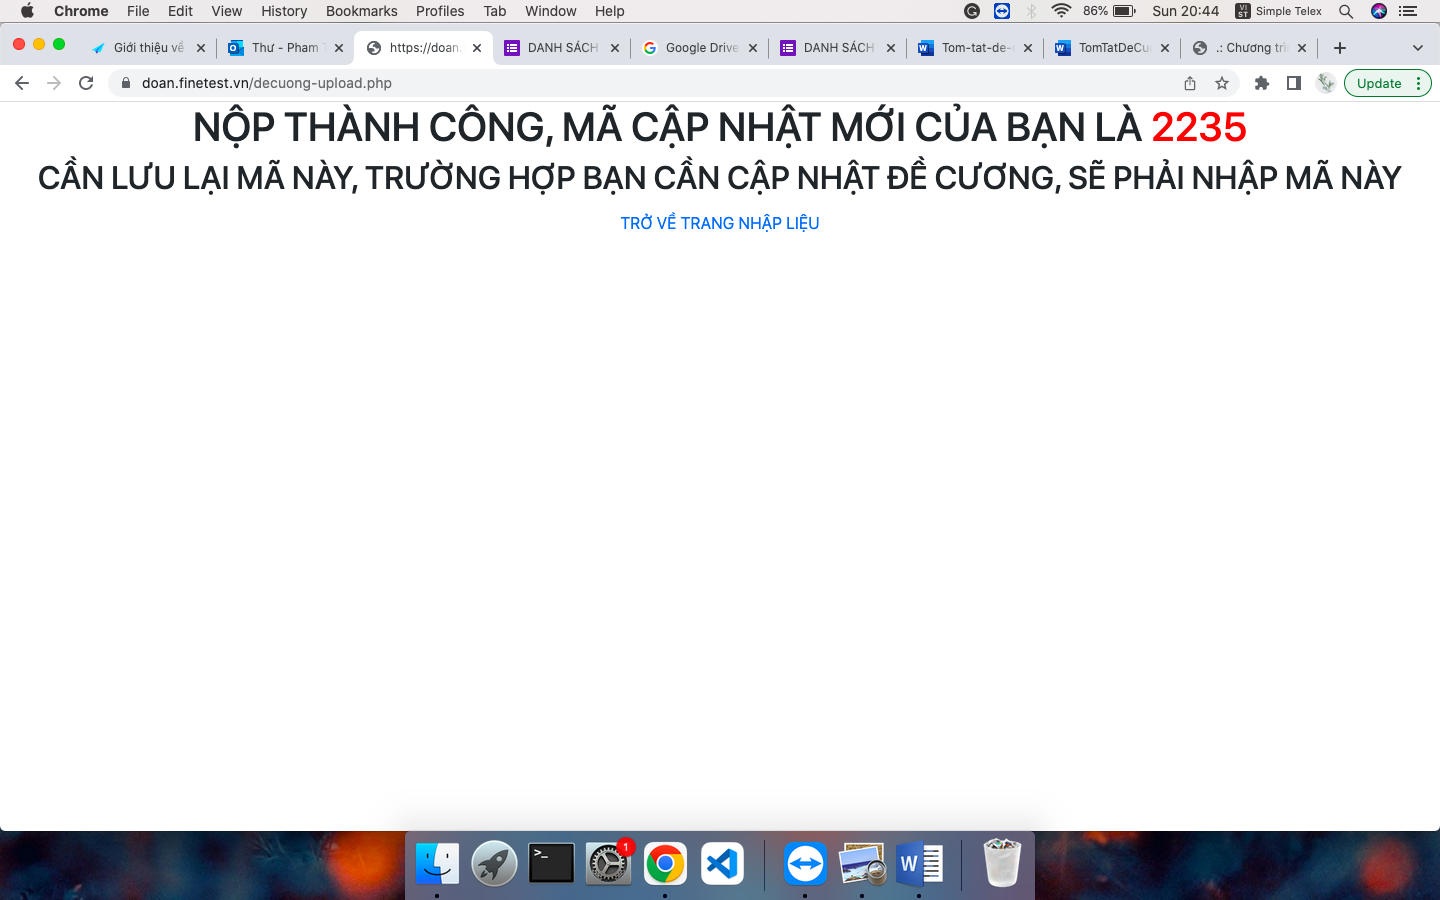 Chrome File Edit View History Bookmarks Profiles Tab Window Help 86% Sun 20:44 VI ST Simple Telex
Giới thiệu về Thư - Pham T https://doan. DANH SÁCH Google Drive DANH SÁCH Tom-tat-de- TomTatDeCu .: Chương trì
doan.finetest.vn/decuong-upload.php Update
NỘP THÀNH CÔNG, MÃ CẬP NHẬT MỚI CỦA BẠN LÀ 2235
CẦN LƯU LẠI MÃ NÀY, TRƯỜNG HỢP BẠN CẦN CẬP NHẬT ĐỀ CƯƠNG, SẼ PHẢI NHẬP MÃ NÀY
TRỞ VỀ TRANG NHẬP LIỆU
1